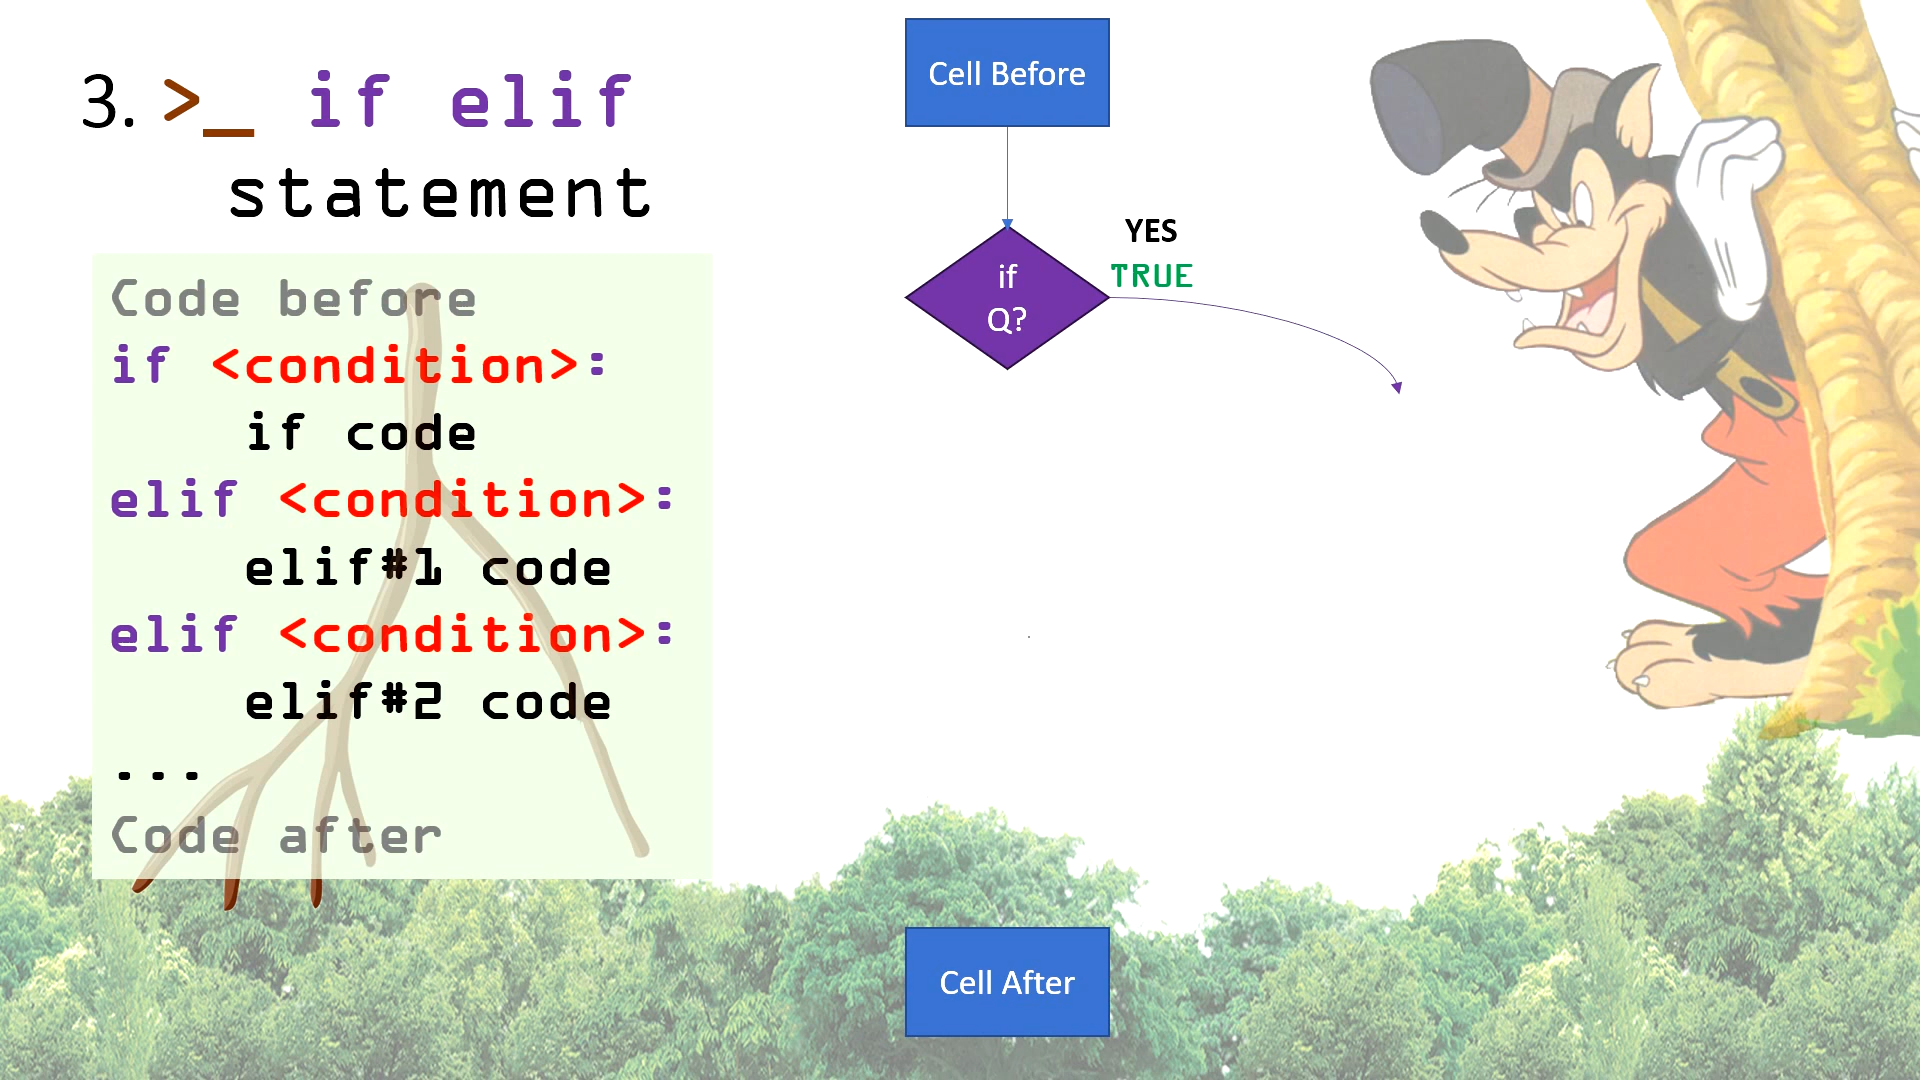 3. >_ if elif
statement
Code before
if <condition>:
if code
elif <condition>:
elif#1 code
elif <condition>:
elif#2 code
...
Code after
Cell Before
if
Q?
YES
TRUE
Cell After